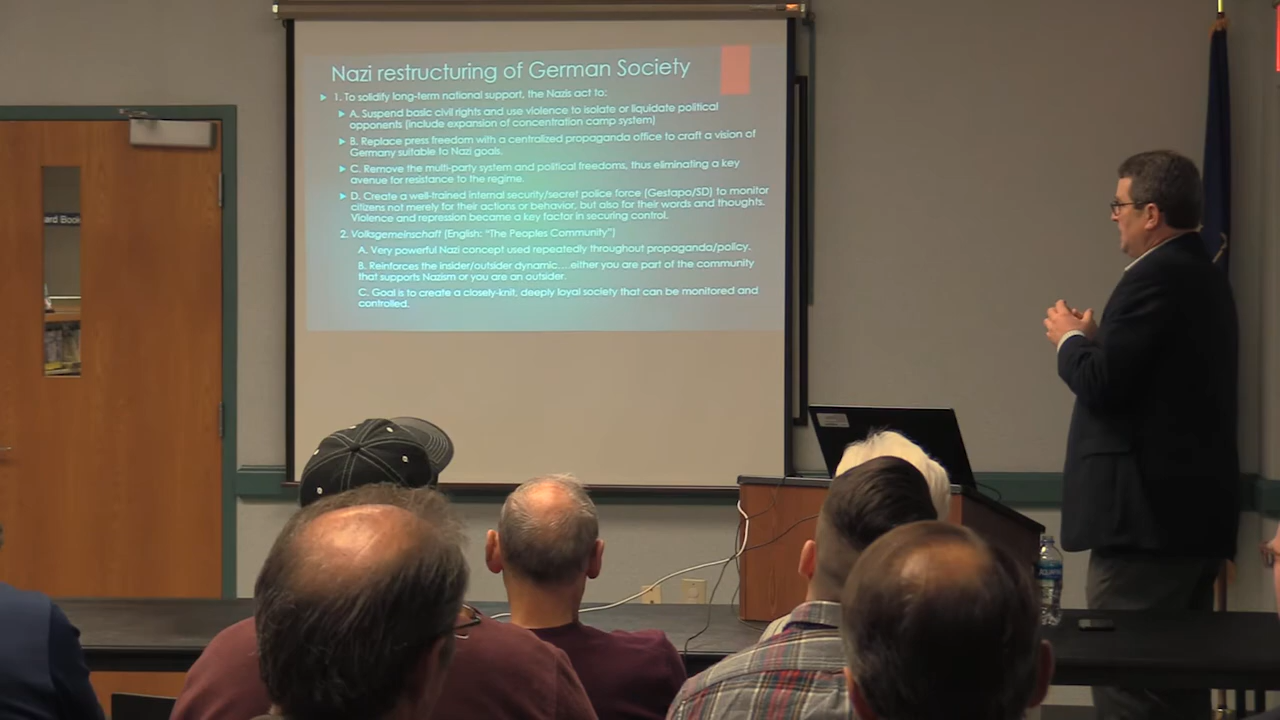 Nazi restructuring of German Society
1. To solidify long-term national support, the Nazis act to:
A. Suspend basic civil rights and use violence to isolate or liquidate political
opponents (include expansion of concentration camp system)
B. Replace press freedom with a centralized propaganda office to craft a vision of
Germany suitable to Nazi goals.
C. Remove the multi-party system and political freedoms, thus eliminating a key
avenue for resistance to the regime.
D. Create a well-trained internal security/secret police force (Gestapo/SD) to monitor
citizens not merely for their actions or behavior, but also for their words and thoughts.
Violence and repression became a key factor in securing control.
2. Volksgemeinschaft (English: “The Peoples Community”)
A. Very powerful Nazi concept used repeatedly throughout propaganda/policy.
B. Reinforces the insider/outsider dynamic….either you are part of the community
that supports Nazism or you are an outsider.
C. Goal is to create a closely-knit, deeply loyal society that can be monitored and
controlled.
ard Book